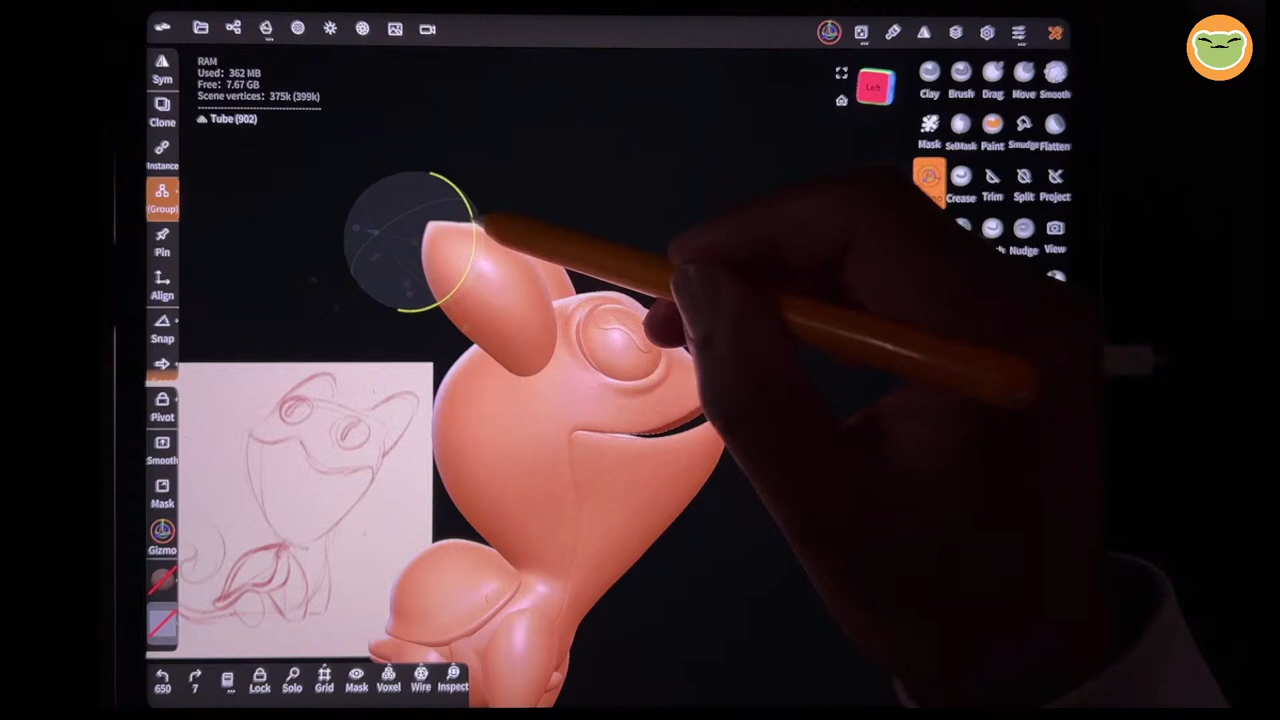 RAM
Used: 362 MB
Free: 7.67 GB
Scene vertices: 375k (399k)
Tube (902)
Sym
Clone
Instance
(Group)
Pin
Align
Snap
Pivot
Smooth
Mask
Gizmo
Left
Clay Brush Drag Move Smooth
Mask SelMask Paint Smudge Flatten
Crease Trim Split Project
Nudge View
650 7 Lock Solo Grid Mask Voxel Wire Inspect